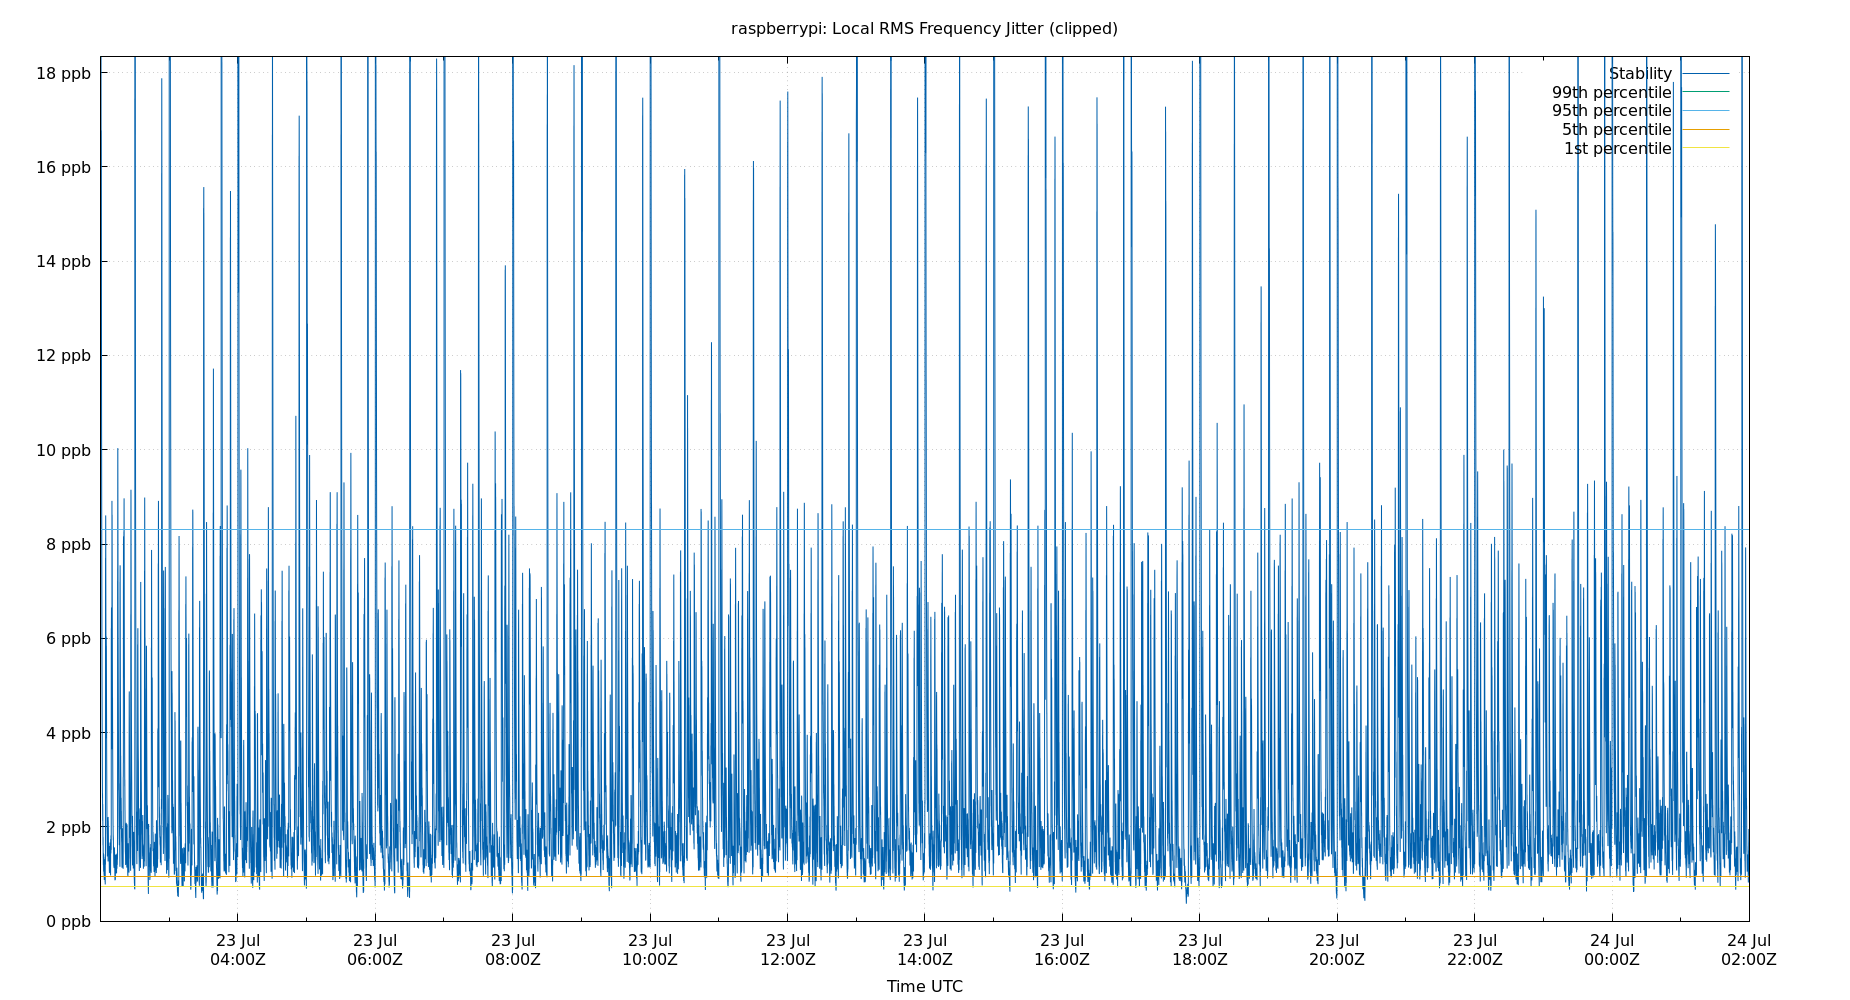 raspberrypi: Local RMS Frequency Jitter (clipped)
18 ppb
16 ppb
14 ppb
12 ppb
10 ppb
8 ppb
6 ppb
4 ppb
2 ppb
0 ppb
Stability
99th percentile
95th percentile
5th percentile
1st percentile
23 Jul
04:00Z
23 Jul
06:00Z
23 Jul
08:00Z
23 Jul
10:00Z
23 Jul
12:00Z
23 Jul
14:00Z
23 Jul
16:00Z
23 Jul
18:00Z
23 Jul
20:00Z
23 Jul
22:00Z
24 Jul
00:00Z
24 Jul
02:00Z
Time UTC